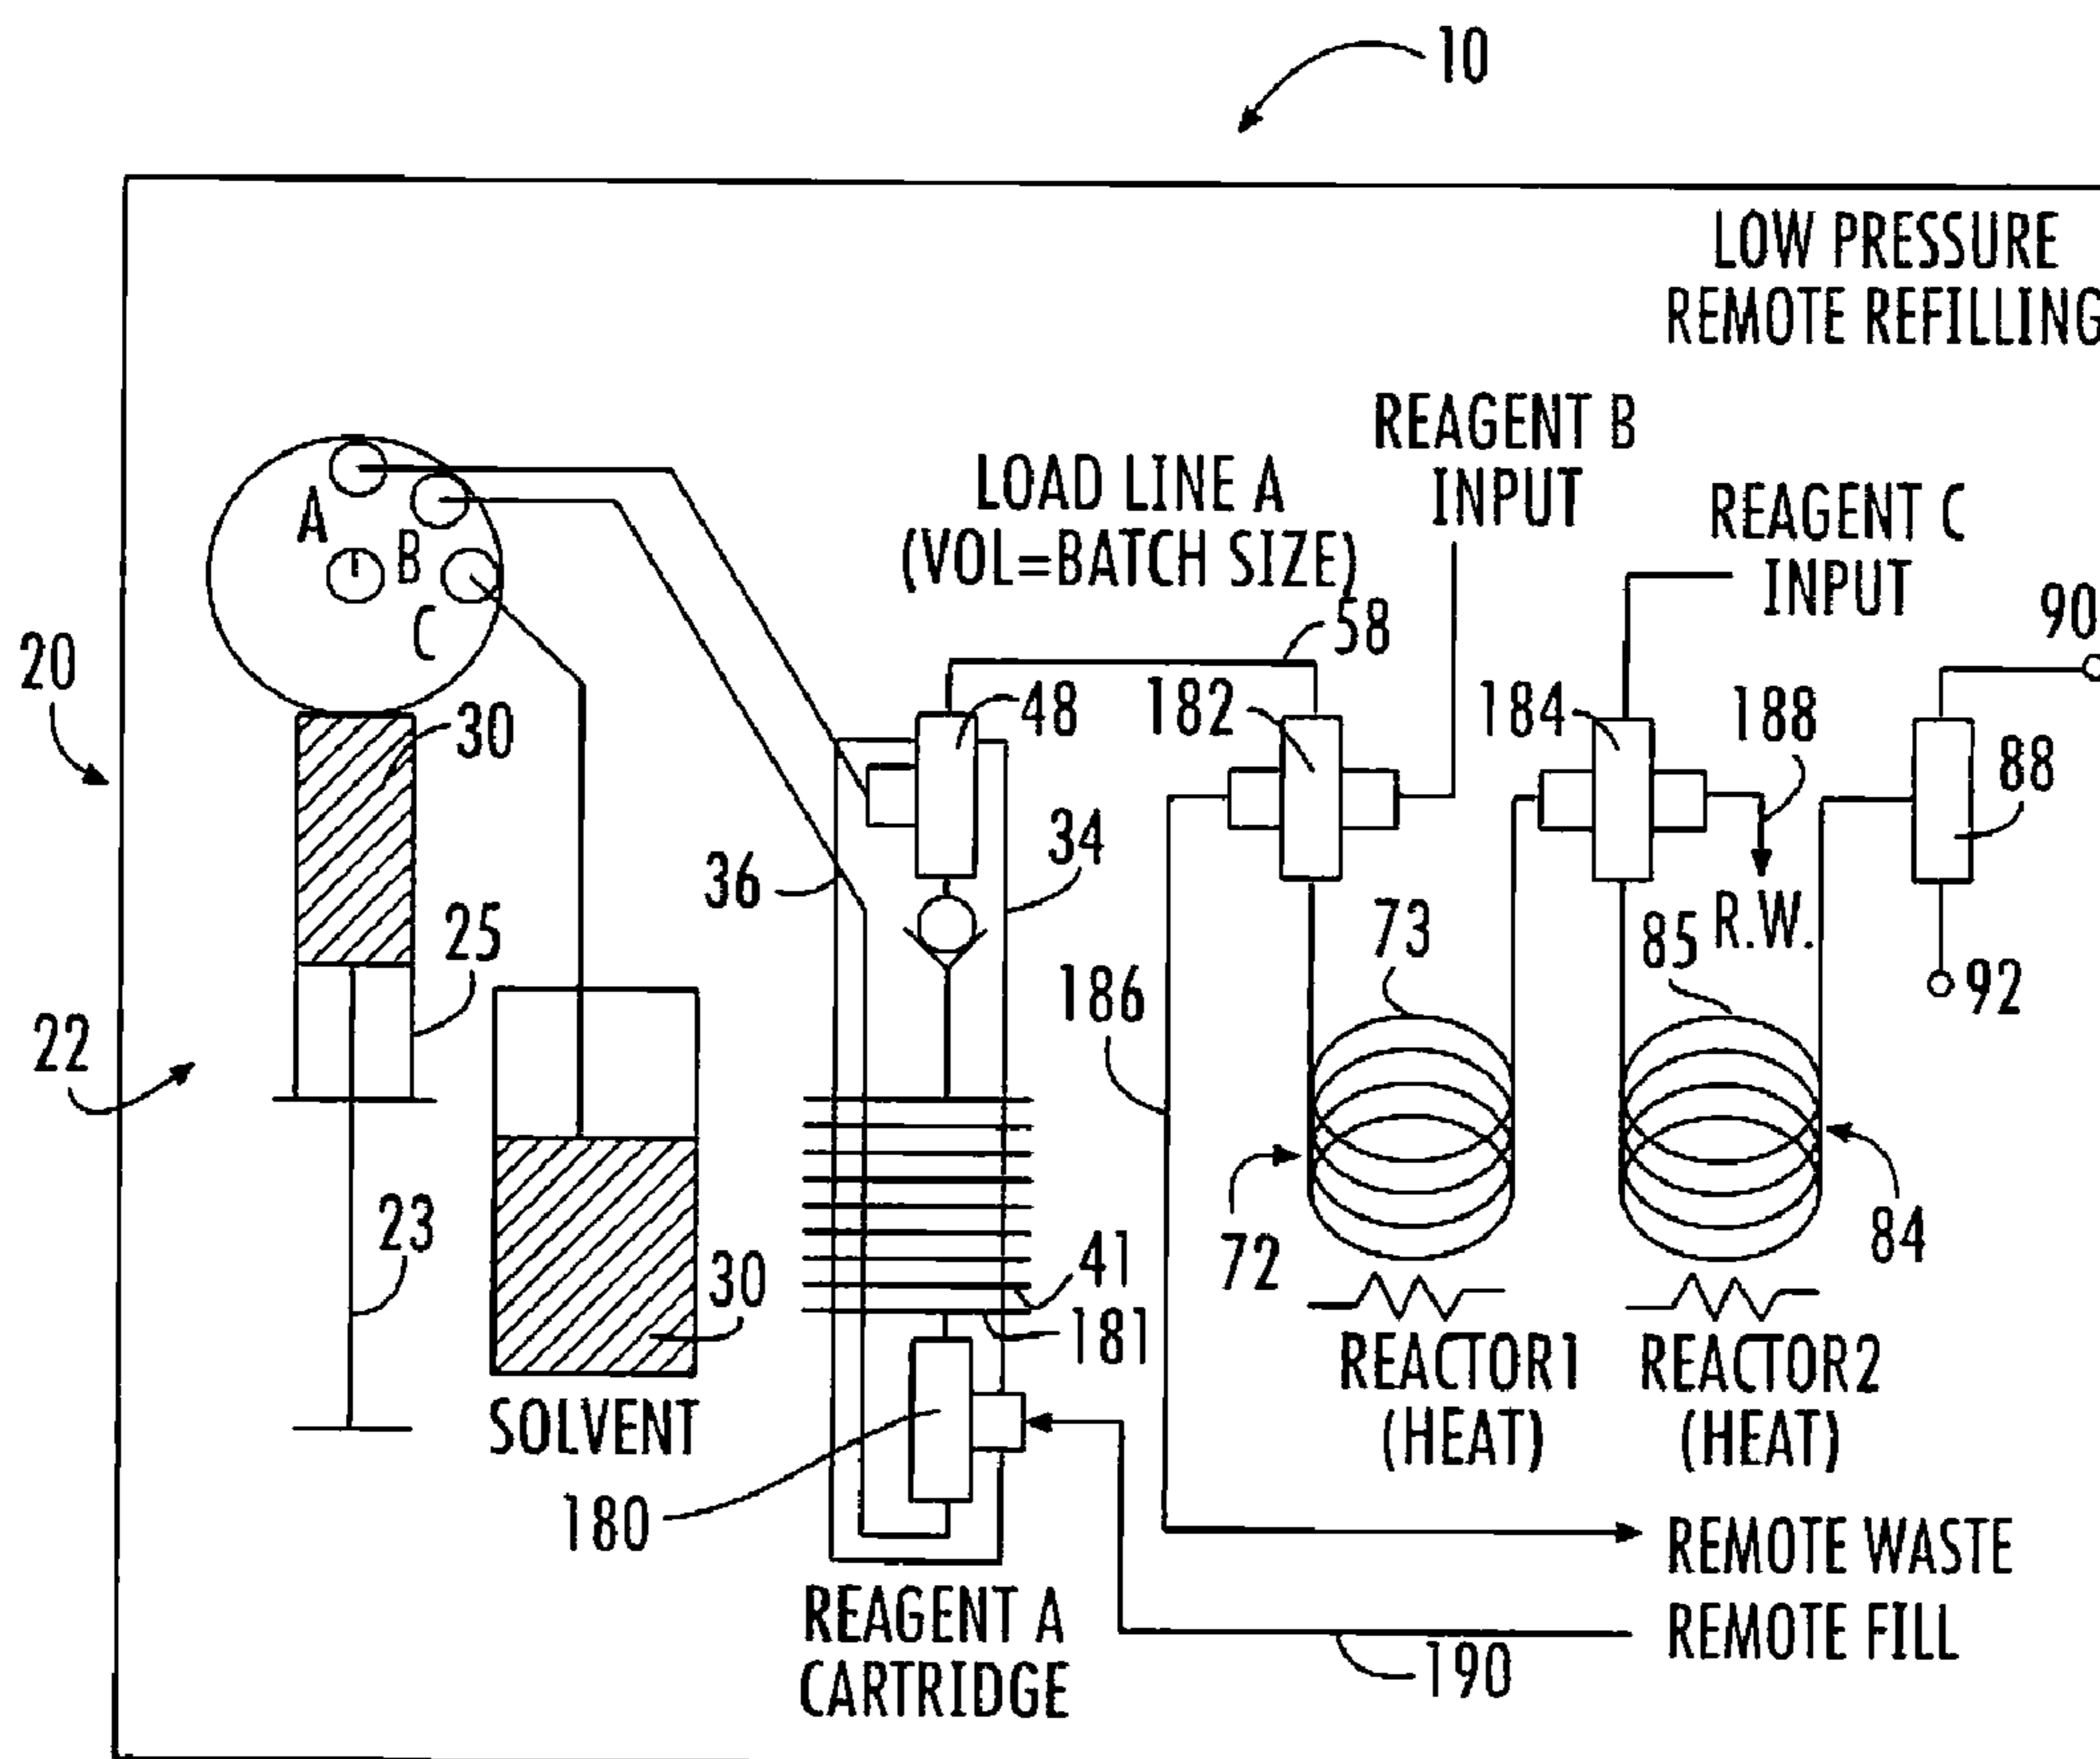 10
LOW PRESSURE
REMOTE REFILLING
REAGENT B
INPUT
LOAD LINE A
(VOL=BATCH SIZE)
REAGENT C
INPUT
A
B
C
20
22
30
25
23
30
SOLVENT
58
48
182
184
188
90
88
92
36
34
186
73
85
R.W.
72
84
41
181
180
REACTOR1
(HEAT)
REACTOR2
(HEAT)
REMOTE WASTE
REMOTE FILL
190
REAGENT A
CARTRIDGE